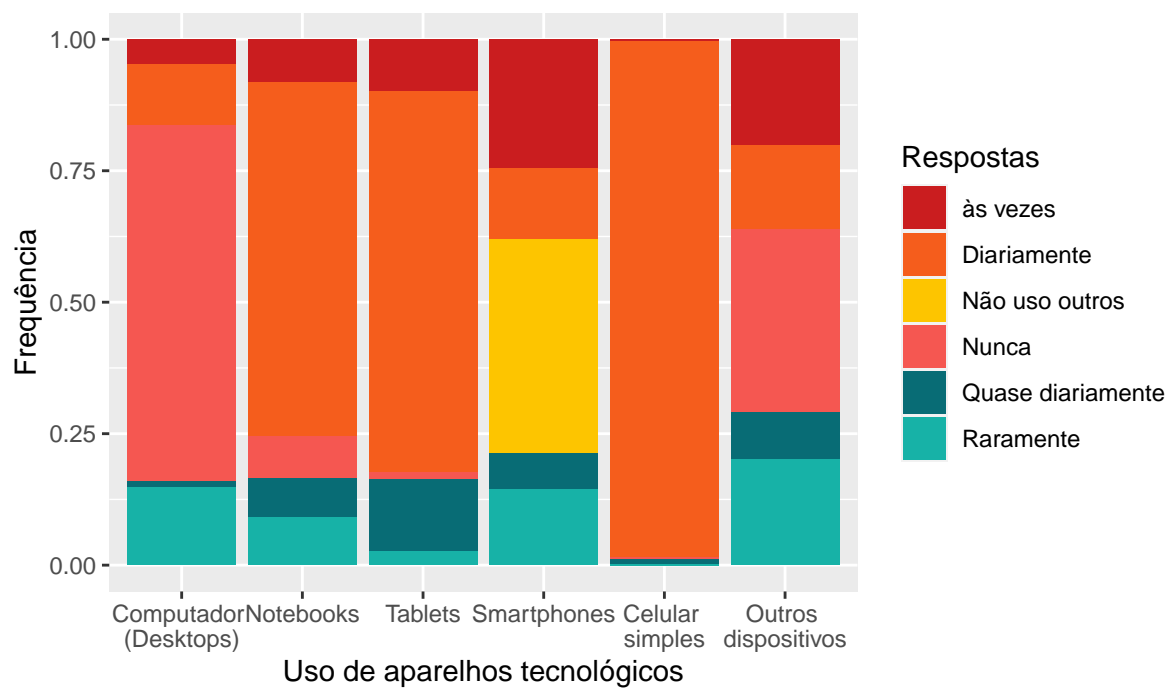 1.00
0.75
0.50
0.25
0.00
Frequência
Computador
(Desktops)
Notebooks
Tablets
Smartphones
Celular
simples
Outros
dispositivos
Uso de aparelhos tecnológicos
Respostas
às vezes
Diariamente
Não uso outros
Nunca
Quase diariamente
Raramente